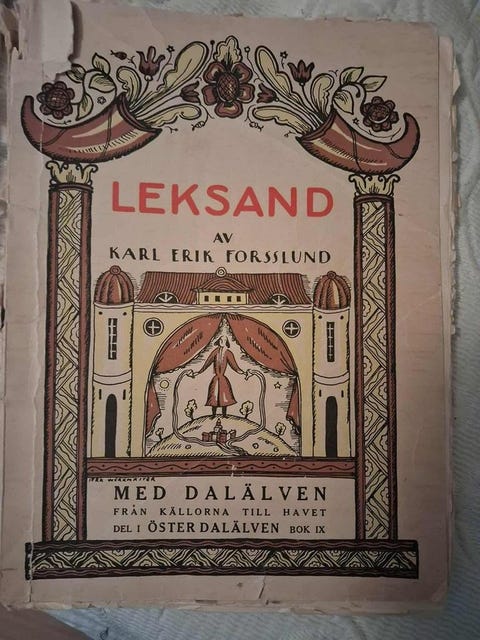 LEKSAND
AV
KARL ERIK FORSSLUND
MED DALÄLVEN
FRÅN KÄLLORNA TILL HAVET
DEL I ÖSTER DALÄLVEN BOK IX